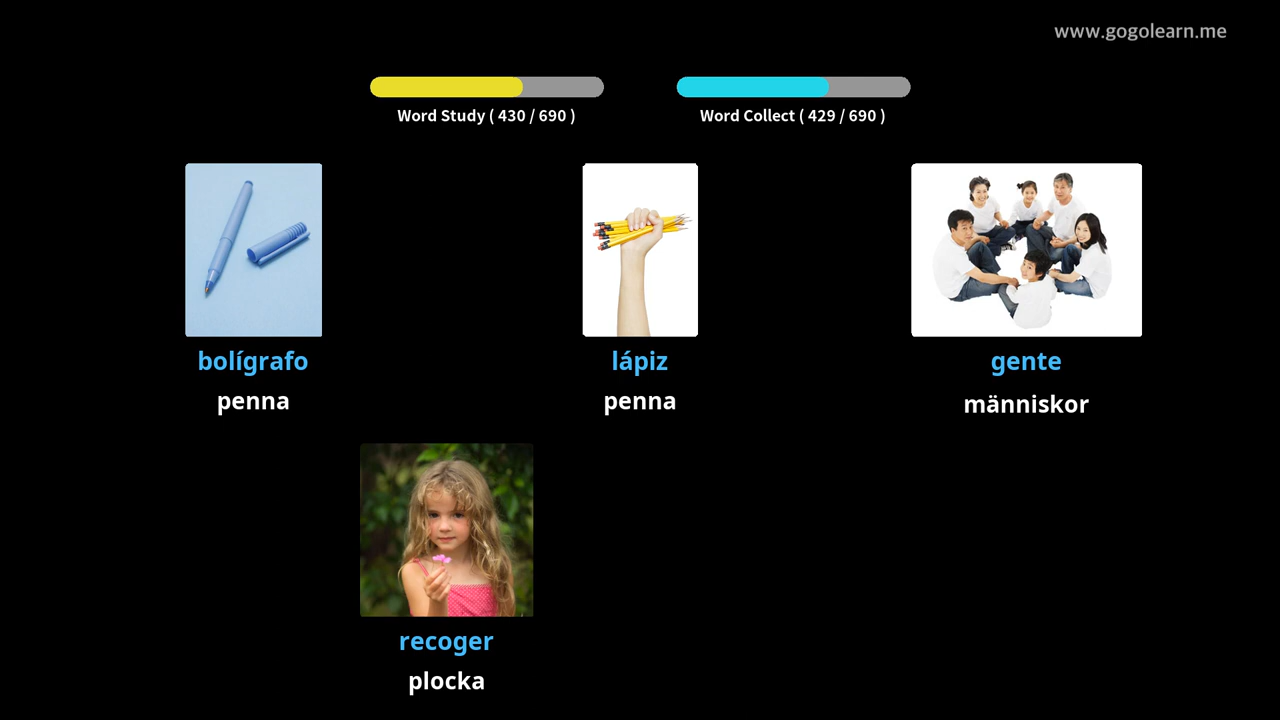 www.gogolearn.me
Word Study ( 430 / 690 )
Word Collect ( 429 / 690 )
bolígrafo
penna
lápiz
penna
gente
människor
recoger
plocka